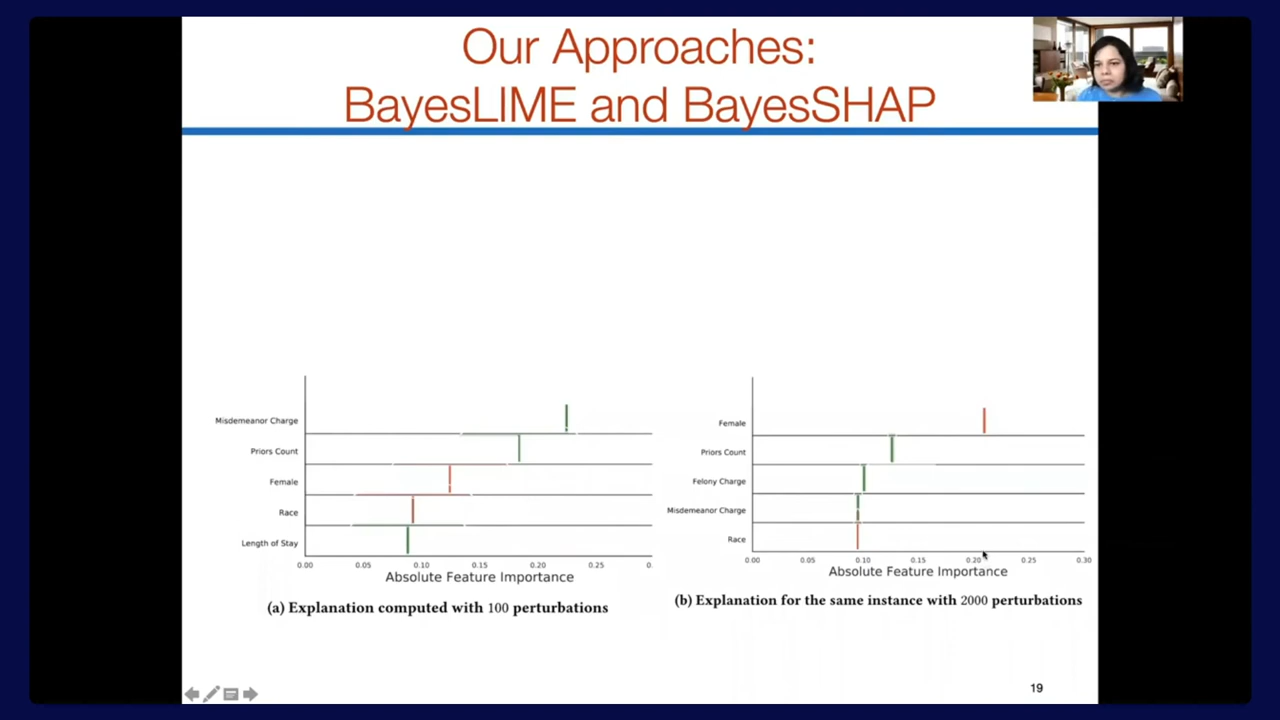 Our Approaches:
BayesLIME and BayesSHAP
Misdemeanor Charge
Priors Count
Female
Race
Length of Stay
0.00 0.05 0.10 0.15 0.20 0.25 0.
Absolute Feature Importance
(a) Explanation computed with 100 perturbations
Female
Priors Count
Felony Charge
Misdemeanor Charge
Race
0.00 0.05 0.10 0.15 0.20 0.25 0.30
Absolute Feature Importance
(b) Explanation for the same instance with 2000 perturbations
19